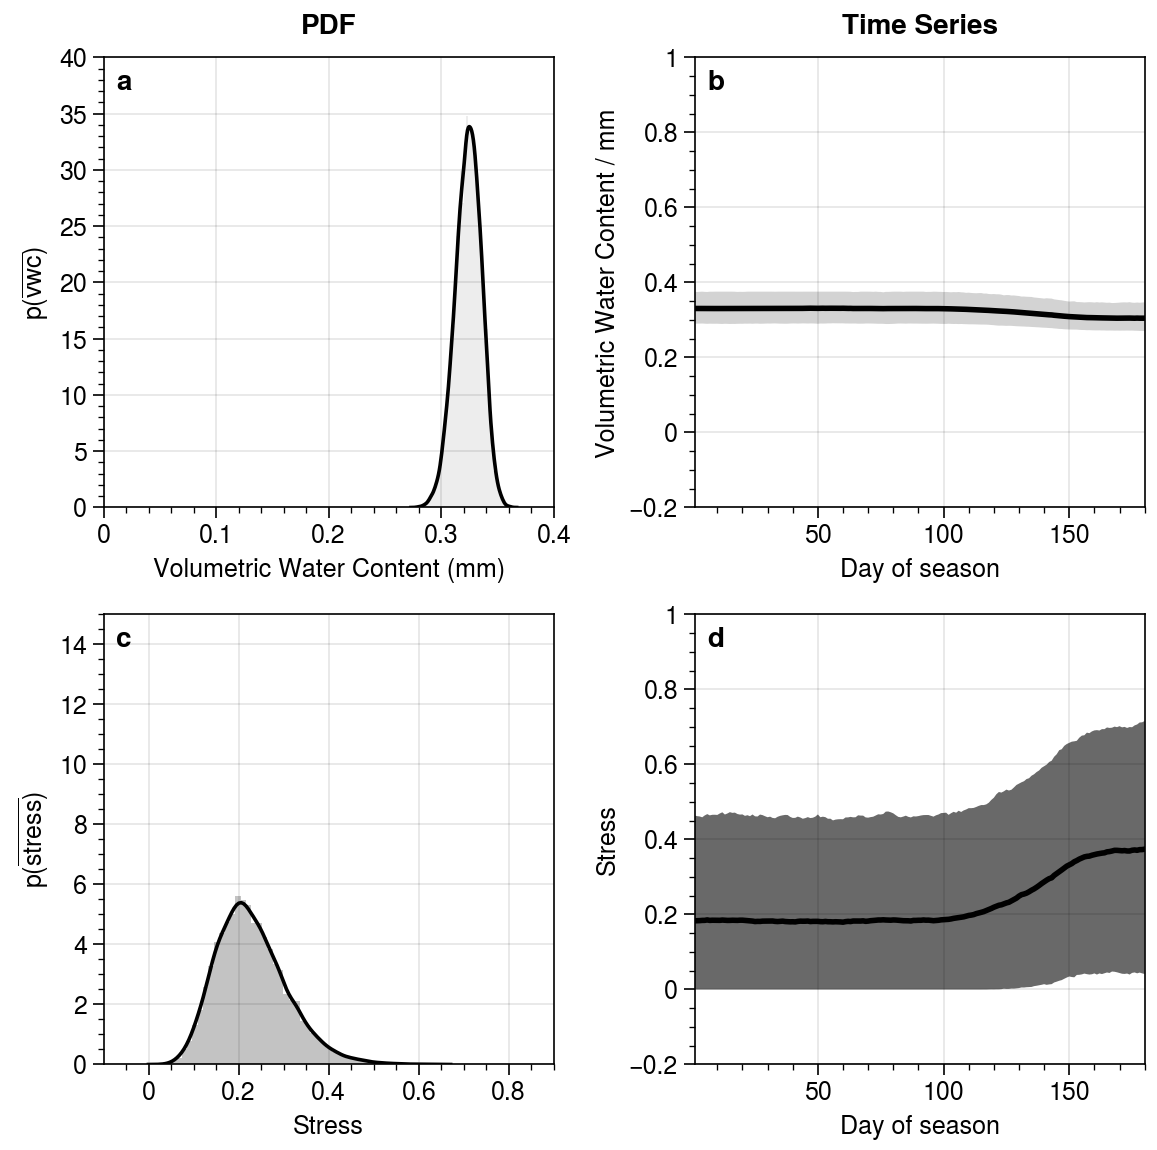 PDF
Time Series
a
40
35
30
25
20
15
10
5
0
p(vwc)
0 0.1 0.2 0.3 0.4
Volumetric Water Content (mm)
b
1
0.8
0.6
0.4
0.2
0
−0.2
Volumetric Water Content / mm
50 100 150
Day of season
c
14
12
10
8
6
4
2
0
p(stress)
0 0.2 0.4 0.6 0.8
Stress
d
1
0.8
0.6
0.4
0.2
0
−0.2
Stress
50 100 150
Day of season